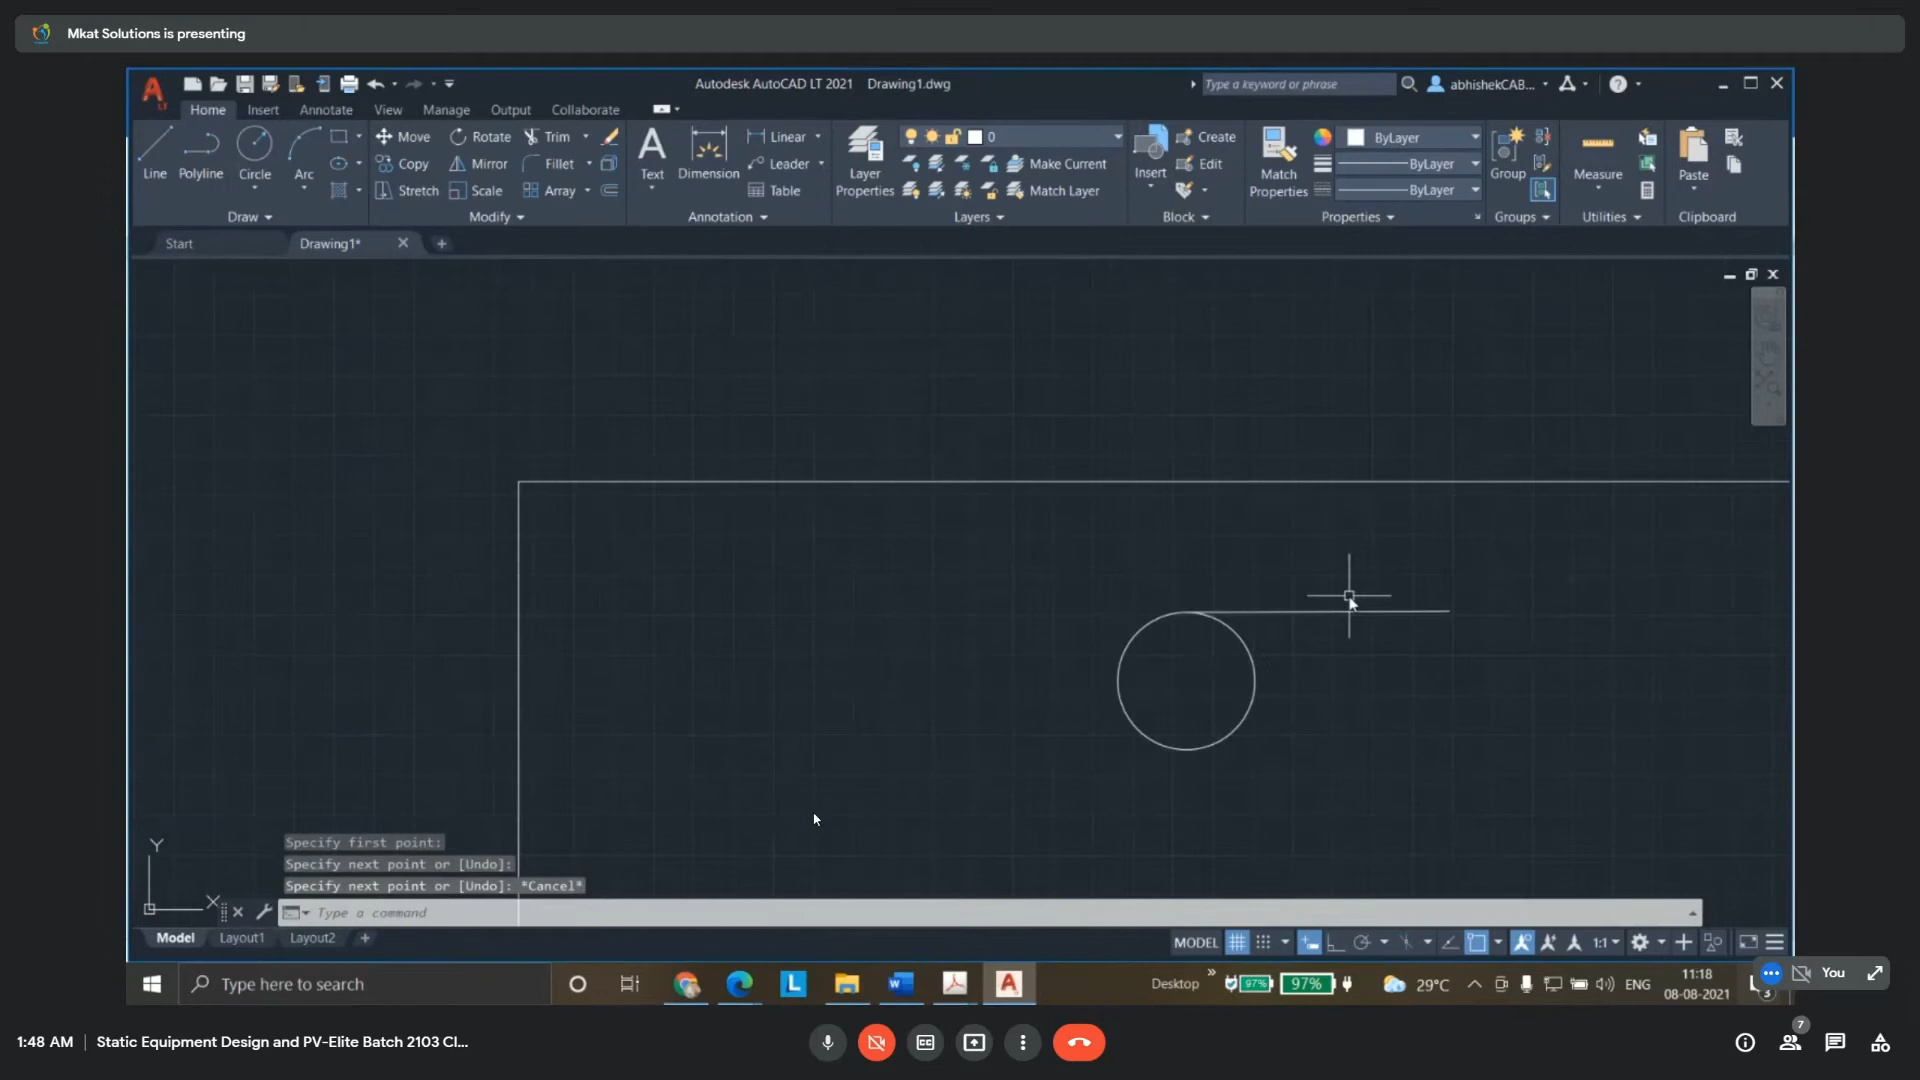 Mkat Solutions is presenting
Autodesk AutoCAD LT 2021 Drawing1.dwg
Type a keyword or phrase
abhishekCAB...
LT
Home Insert Annotate View Manage Output Collaborate
Line Polyline Circle Arc
Move Rotate Trim
Copy Mirror Fillet
Stretch Scale Array
Text Dimension
Linear
Leader
Table
Layer Properties
0
Make Current
Match Layer
Insert
Create
Edit
Match Properties
ByLayer
ByLayer
ByLayer
Group
Measure
Paste
Draw Modify Annotation Layers Block Properties Groups Utilities Clipboard
Start Drawing1*
Y
X
Specify first point:
Specify next point or [Undo]:
Specify next point or [Undo]: *Cancel*
Type a command
Model Layout1 Layout2
MODEL 1:1
You
Type here to search
L
Desktop 97% 97% 29°C ENG
11:18
08-08-2021
3
1:48 AM | Static Equipment Design and PV-Elite Batch 2103 Cl...
7